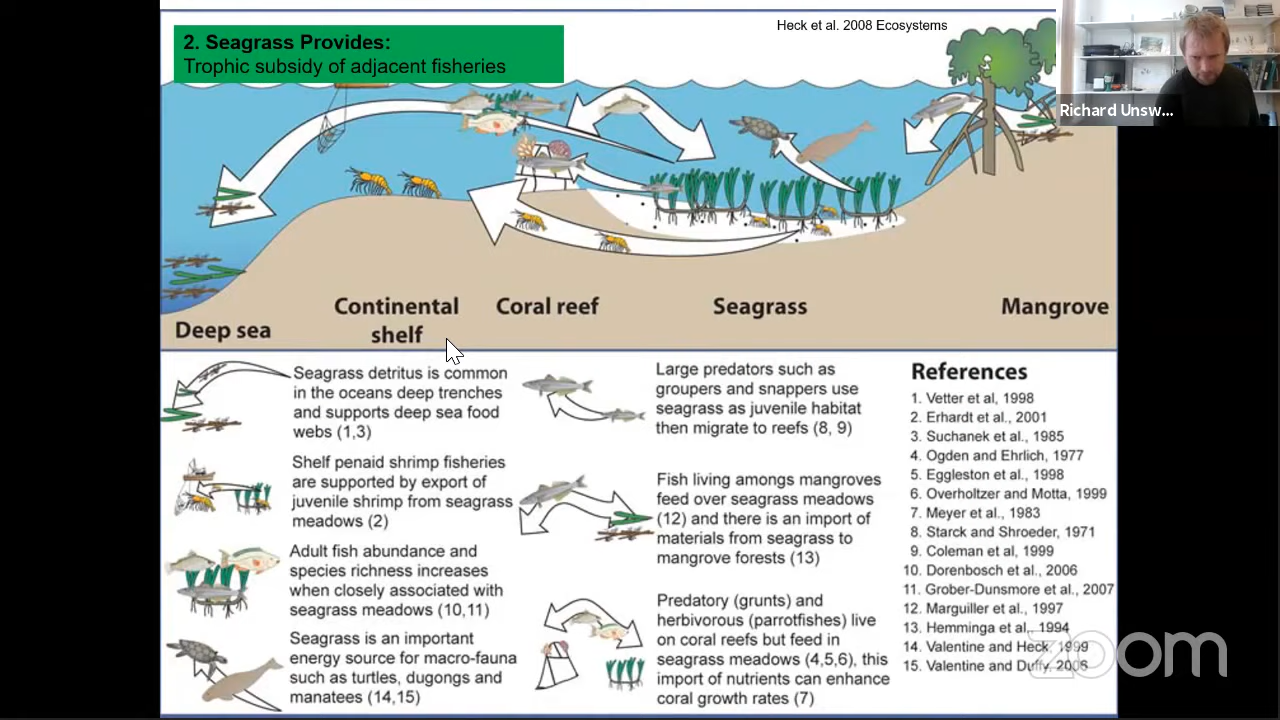 2. Seagrass Provides:
Trophic subsidy of adjacent fisheries
Heck et al. 2008 Ecosystems
Richard Unsw...
Deep sea
Continental
shelf
Coral reef
Seagrass
Mangrove
Seagrass detritus is common
in the oceans deep trenches
and supports deep sea food
webs (1,3)
Shelf penaid shrimp fisheries
are supported by export of
juvenile shrimp from seagrass
meadows (2)
Adult fish abundance and
species richness increases
when closely associated with
seagrass meadows (10,11)
Seagrass is an important
energy source for macro-fauna
such as turtles, dugongs and
manatees (14,15)
Large predators such as
groupers and snappers use
seagrass as juvenile habitat
then migrate to reefs (8, 9)
Fish living amongs mangroves
feed over seagrass meadows
(12) and there is an import of
materials from seagrass to
mangrove forests (13)
Predatory (grunts) and
herbivorous (parrotfishes) live
on coral reefs but feed in
seagrass meadows (4,5,6), this
import of nutrients can enhance
coral growth rates (7)
References
1. Vetter et al, 1998
2. Erhardt et al., 2001
3. Suchanek et al., 1985
4. Ogden and Ehrlich, 1977
5. Eggleston et al., 1998
6. Overholtzer and Motta, 1999
7. Meyer et al., 1983
8. Starck and Shroeder, 1971
9. Coleman et al, 1999
10. Dorenbosch et al., 2006
11. Grober-Dunsmore et al., 2007
12. Marguiller et al., 1997
13. Hemminga et al., 1994
14. Valentine and Heck, 1999
15. Valentine and Duffy, 2006
zoom